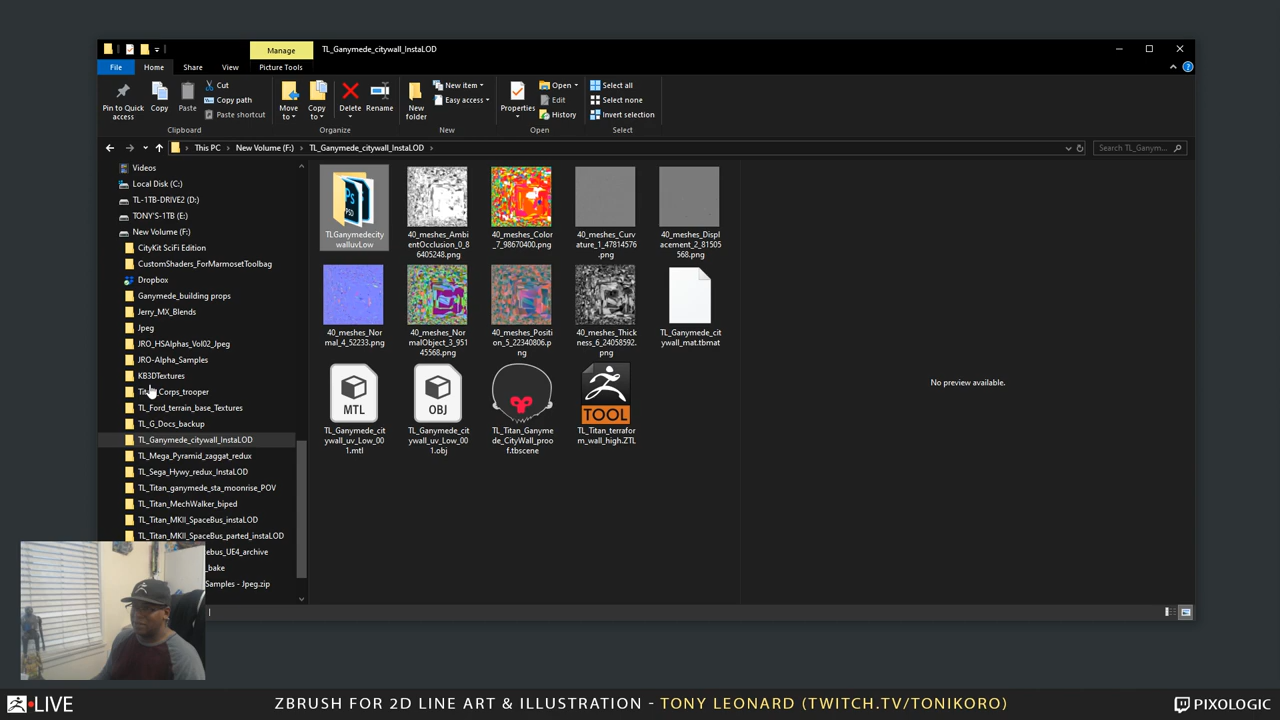 Manage
TL_Ganymede_citywall_InstaLOD
File
Home
Share
View
Picture Tools
Pin to Quick
access
Copy
Paste
Cut
Copy path
Paste shortcut
Clipboard
Move
to
Copy
to
Delete
Rename
Organize
New
folder
New item
Easy access
New
Properties
Open
Edit
History
Open
Select all
Select none
Invert selection
Select
This PC
New Volume (F:)
TL_Ganymede_citywall_InstaLOD
Search TL_Ganym...
Videos
Local Disk (C:)
TL-1TB-DRIVE2 (D:)
TONY'S-1TB (E:)
New Volume (F:)
CityKit SciFi Edition
CustomShaders_ForMarmosetToolbag
Dropbox
Ganymede_building props
Jerry_MX_Blends
Jpeg
JRO_HSAlphas_Vol02_Jpeg
JRO-Alpha_Samples
KB3DTextures
Corps_trooper
TL_Ford_terrain_base_Textures
TL_G_Docs_backup
TL_Ganymede_citywall_InstaLOD
TL_Mega_Pyramid_zaggat_redux
TL_Sega_Hywy_redux_InstaLOD
TL_Titan_ganymede_sta_moonrise_POV
TL_Titan_MechWalker_biped
TL_Titan_MKII_SpaceBus_instaLOD
TL_Titan_MKII_SpaceBus_parted_instaLOD
ebus_UE4_archive
_bake
Samples - Jpeg.zip
TLGanymedecity
walluvLow
40_meshes_Amb
ientOcclusion_0_8
6405248.png
40_meshes_Color
_7_98670400.png
40_meshes_Curv
ature_1_47814576
.png
40_meshes_Displ
acement_2_81505
568.png
40_meshes_Nor
mal_4_52233.png
40_meshes_Nor
malObject_3_951
45568.png
40_meshes_Positi
on_5_22340806.p
ng
40_meshes_Thick
ness_6_24058592.
png
TL_Ganymede_cit
ywall_mat.tbmat
MTL
TL_Ganymede_cit
ywall_uv_Low_00
1.mtl
OBJ
TL_Ganymede_cit
ywall_uv_Low_00
1.obj
TL_Titan_Ganyme
de_CityWall_proo
f.tbscene
TOOL
TL_Titan_terrafor
m_wall_high.ZTL
No preview available.
LIVE
ZBRUSH FOR 2D LINE ART & ILLUSTRATION - TONY LEONARD (TWITCH.TV/TONIKORO)
PIXOLOGIC